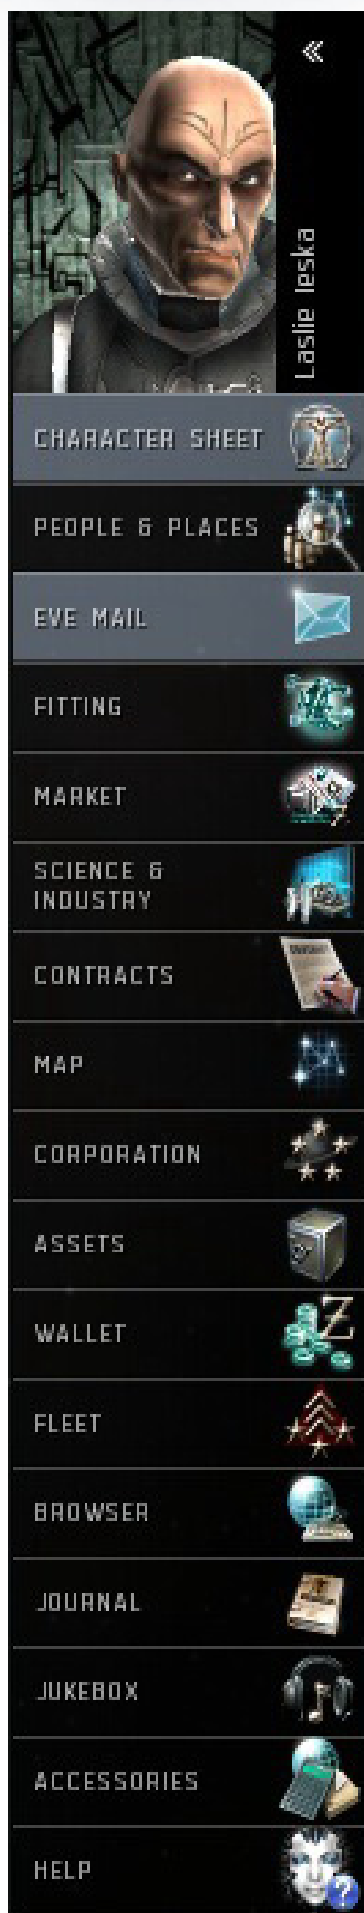 «
Laslie Ieska
CHARACTER SHEET
PEOPLE & PLACES
EVE MAIL
FITTING
MARKET
SCIENCE &
INDUSTRY
CONTRACTS
MAP
CORPORATION
ASSETS
WALLET
FLEET
BROWSER
JOURNAL
JUKEBOX
ACCESSORIES
HELP
?